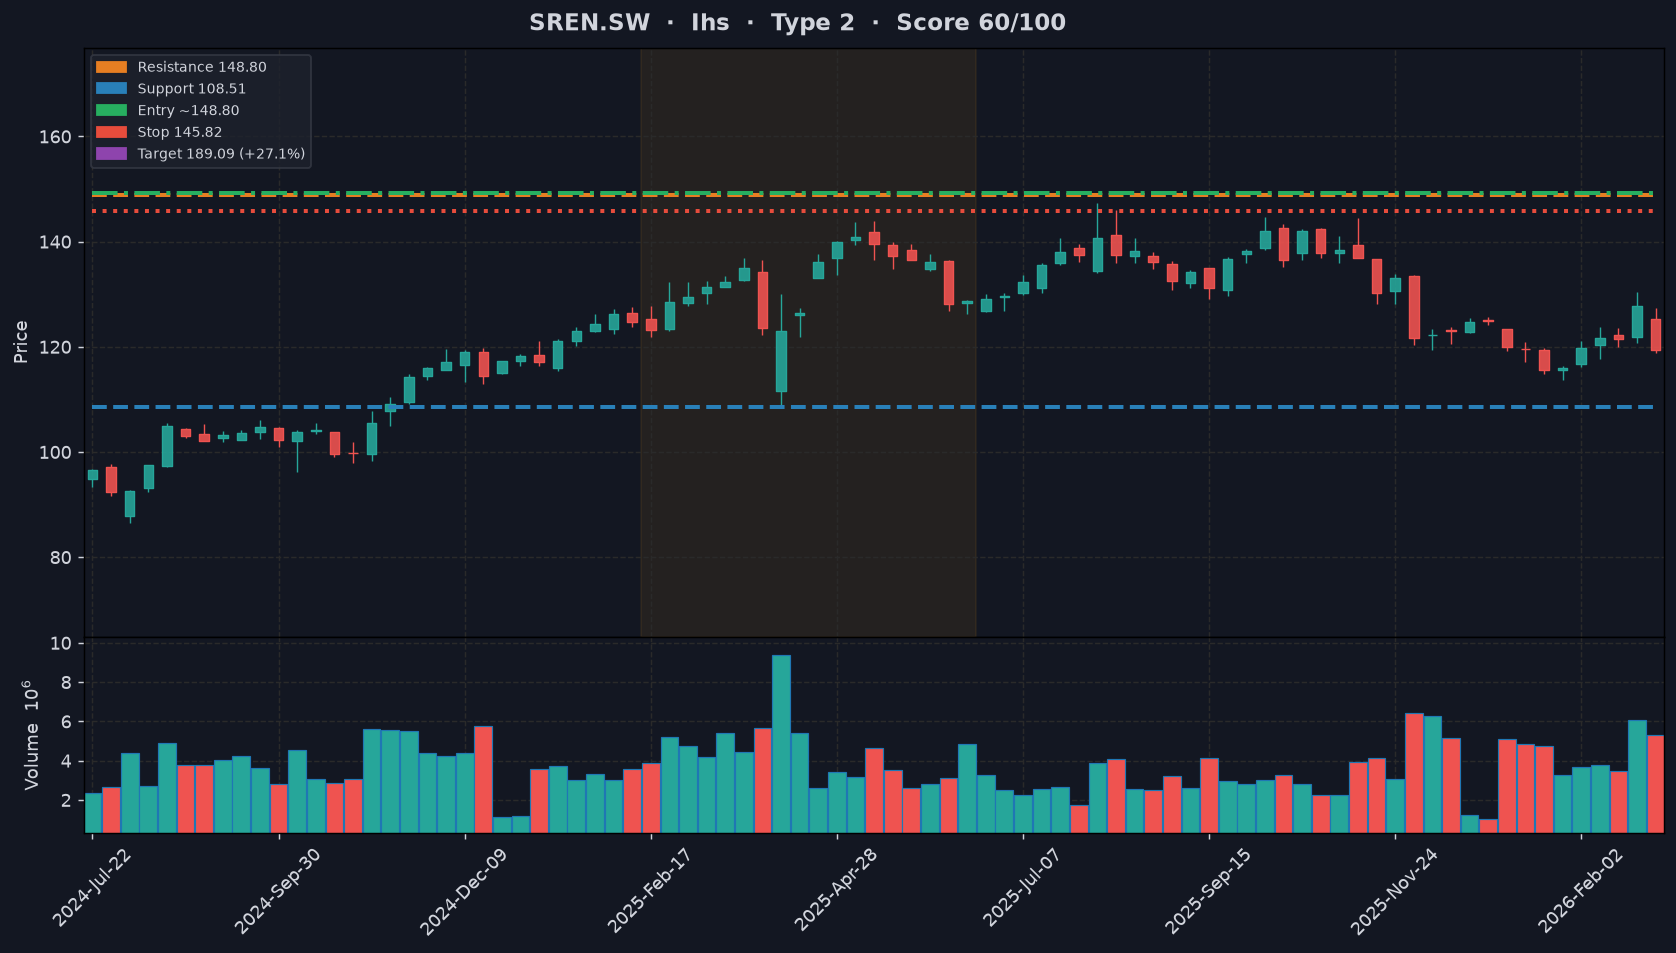 SREN.SW · Ihs · Type 2 · Score 60/100
Resistance 148.80
Support 108.51
Entry ~148.80
Stop 145.82
Target 189.09 (+27.1%)
Price
160
140
120
100
80
Volume 10⁶
10
8
6
4
2
2024-Jul-22
2024-Sep-30
2024-Dec-09
2025-Feb-17
2025-Apr-28
2025-Jul-07
2025-Sep-15
2025-Nov-24
2026-Feb-02